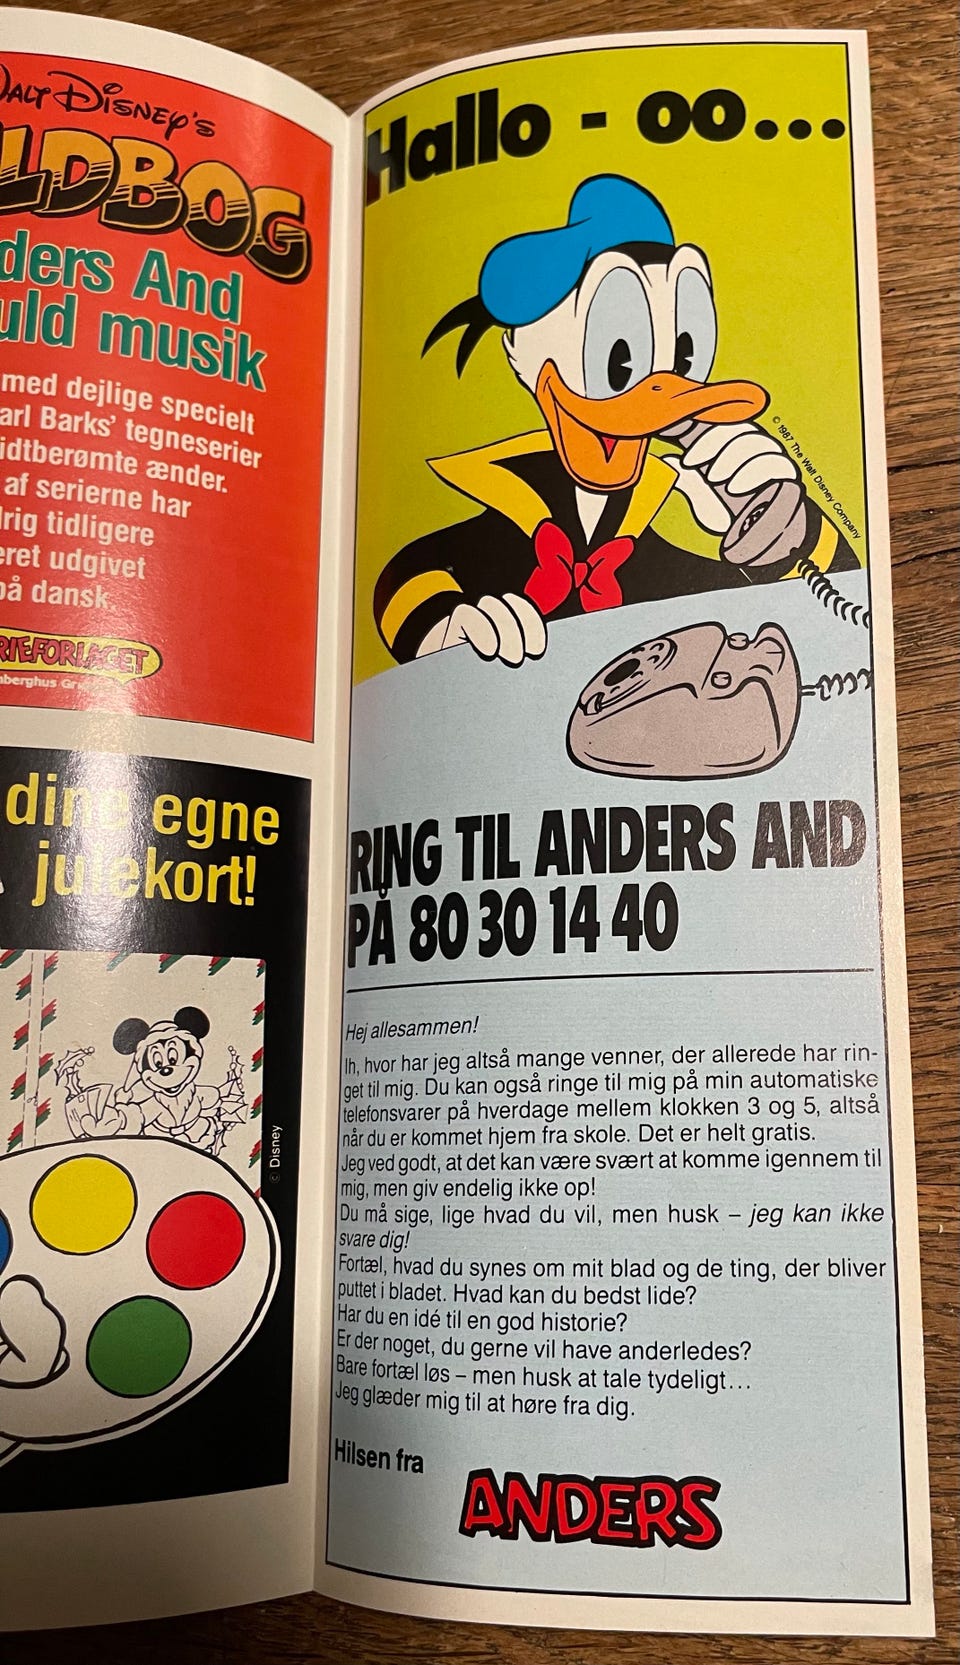 WALT DISNEY'S
LDBOG
ders And
uld musik
med dejlige specielt
arl Barks' tegneserier
idtberømte ænder.
af serierne har
rig tidligere
eret udgivet
på dansk.
RIEFORLAGET
berghus Gr
dine egne
julekort!
© Disney
Hallo - oo...
© 1987 The Walt Disney Company
RING TIL ANDERS AND
PÅ 80 30 14 40
Hej allesammen!
Ih, hvor har jeg altså mange venner, der allerede har rin-
get til mig. Du kan også ringe til mig på min automatiske
telefonsvarer på hverdage mellem klokken 3 og 5, altså
når du er kommet hjem fra skole. Det er helt gratis.
Jeg ved godt, at det kan være svært at komme igennem til
mig, men giv endelig ikke op!
Du må sige, lige hvad du vil, men husk – jeg kan ikke
svare dig!
Fortæl, hvad du synes om mit blad og de ting, der bliver
puttet i bladet. Hvad kan du bedst lide?
Har du en idé til en god historie?
Er der noget, du gerne vil have anderledes?
Bare fortæl løs – men husk at tale tydeligt...
Jeg glæder mig til at høre fra dig.
Hilsen fra
ANDERS